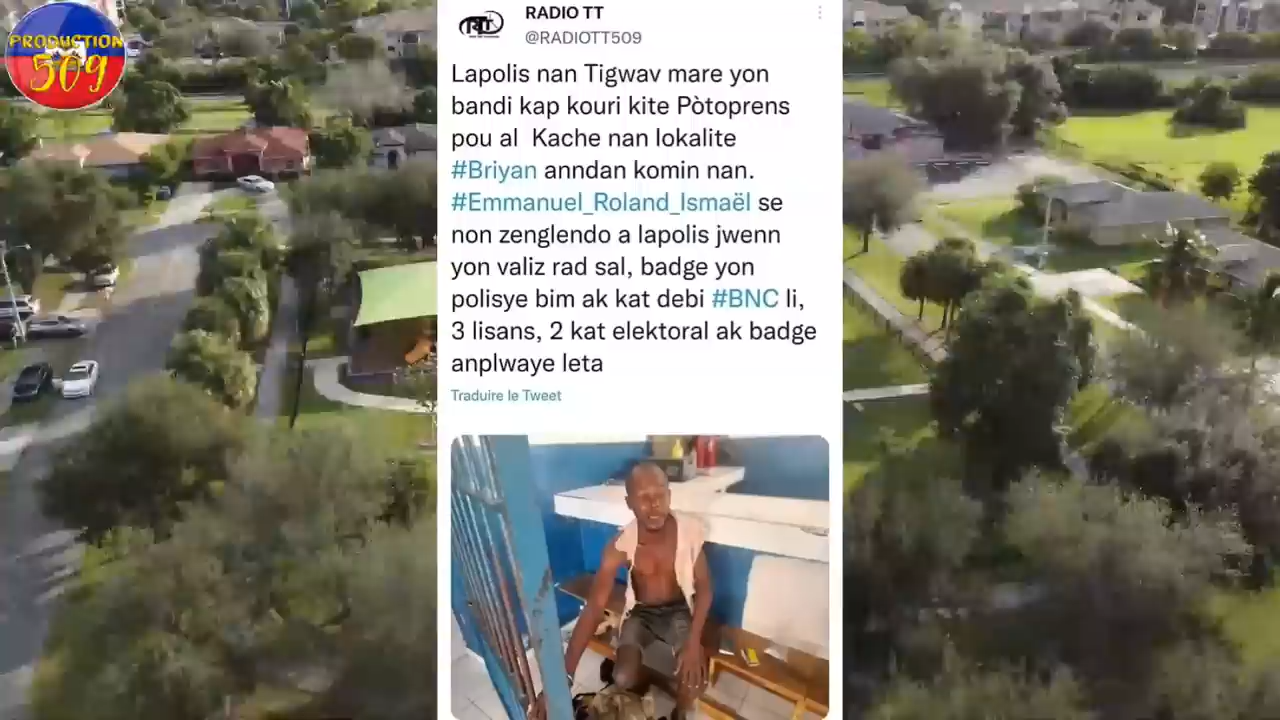 PRODUCTION
509
RADIO TT
@RADIOTT509
Lapolis nan Tigwav mare yon
bandi kap kouri kite Pòtoprens
pou al  Kache nan lokalite
#Briyan anndan komin nan.
#Emmanuel_Roland_Ismaël se
non zenglendo a lapolis jwenn
yon valiz rad sal, badge yon
polisye bim ak kat debi #BNC li,
3 lisans, 2 kat elektoral ak badge
anplwaye leta
Traduire le Tweet